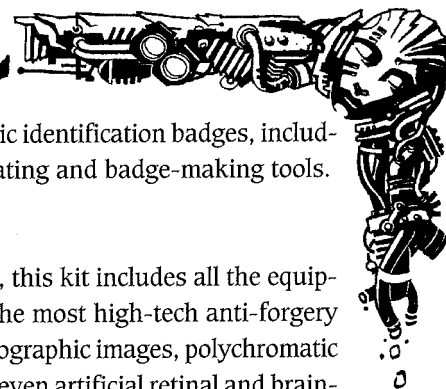 ic identification badges, includ-
ating and badge-making tools.
, this kit includes all the equip-
he most high-tech anti-forgery
ographic images, polychromatic
even artificial retinal and brain-